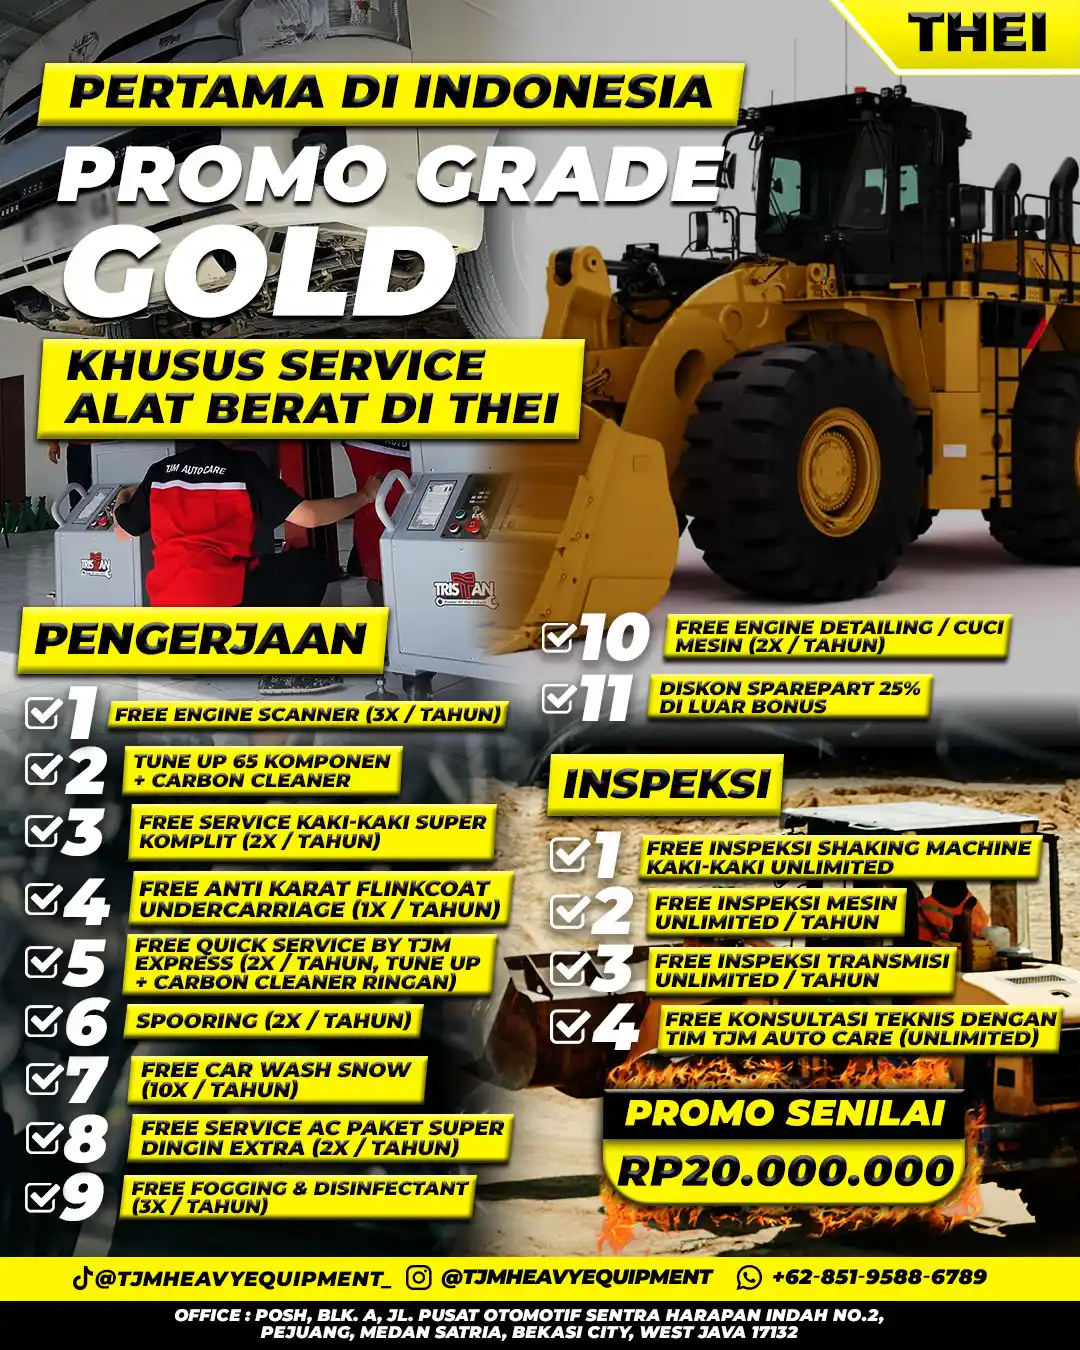 THEI
PERTAMA DI INDONESIA
PROMO GRADE
GOLD
KHUSUS SERVICE
ALAT BERAT DI THEI
TJM AUTOCARE
AUTO
TRISTAN
TRISTAN
Power Of the Future
PENGERJAAN
1 FREE ENGINE SCANNER (3X / TAHUN)
2 TUNE UP 65 KOMPONEN
+ CARBON CLEANER
3 FREE SERVICE KAKI-KAKI SUPER
KOMPLIT (2X / TAHUN)
4 FREE ANTI KARAT FLINKCOAT
UNDERCARRIAGE (1X / TAHUN)
5 FREE QUICK SERVICE BY TJM
EXPRESS (2X / TAHUN, TUNE UP
+ CARBON CLEANER RINGAN)
6 SPOORING (2X / TAHUN)
7 FREE CAR WASH SNOW
(10X / TAHUN)
8 FREE SERVICE AC PAKET SUPER
DINGIN EXTRA (2X / TAHUN)
9 FREE FOGGING & DISINFECTANT
(3X / TAHUN)
10 FREE ENGINE DETAILING / CUCI
MESIN (2X / TAHUN)
11 DISKON SPAREPART 25%
DI LUAR BONUS
INSPEKSI
1 FREE INSPEKSI SHAKING MACHINE
KAKI-KAKI UNLIMITED
2 FREE INSPEKSI MESIN
UNLIMITED / TAHUN
3 FREE INSPEKSI TRANSMISI
UNLIMITED / TAHUN
4 FREE KONSULTASI TEKNIS DENGAN
TIM TJM AUTO CARE (UNLIMITED)
PROMO SENILAI
RP20.000.000
@TJMHEAVYEQUIPMENT_ @TJMHEAVYEQUIPMENT +62-851-9588-6789
OFFICE : POSH, BLK. A, JL. PUSAT OTOMOTIF SENTRA HARAPAN INDAH NO.2,
PEJUANG, MEDAN SATRIA, BEKASI CITY, WEST JAVA 17132